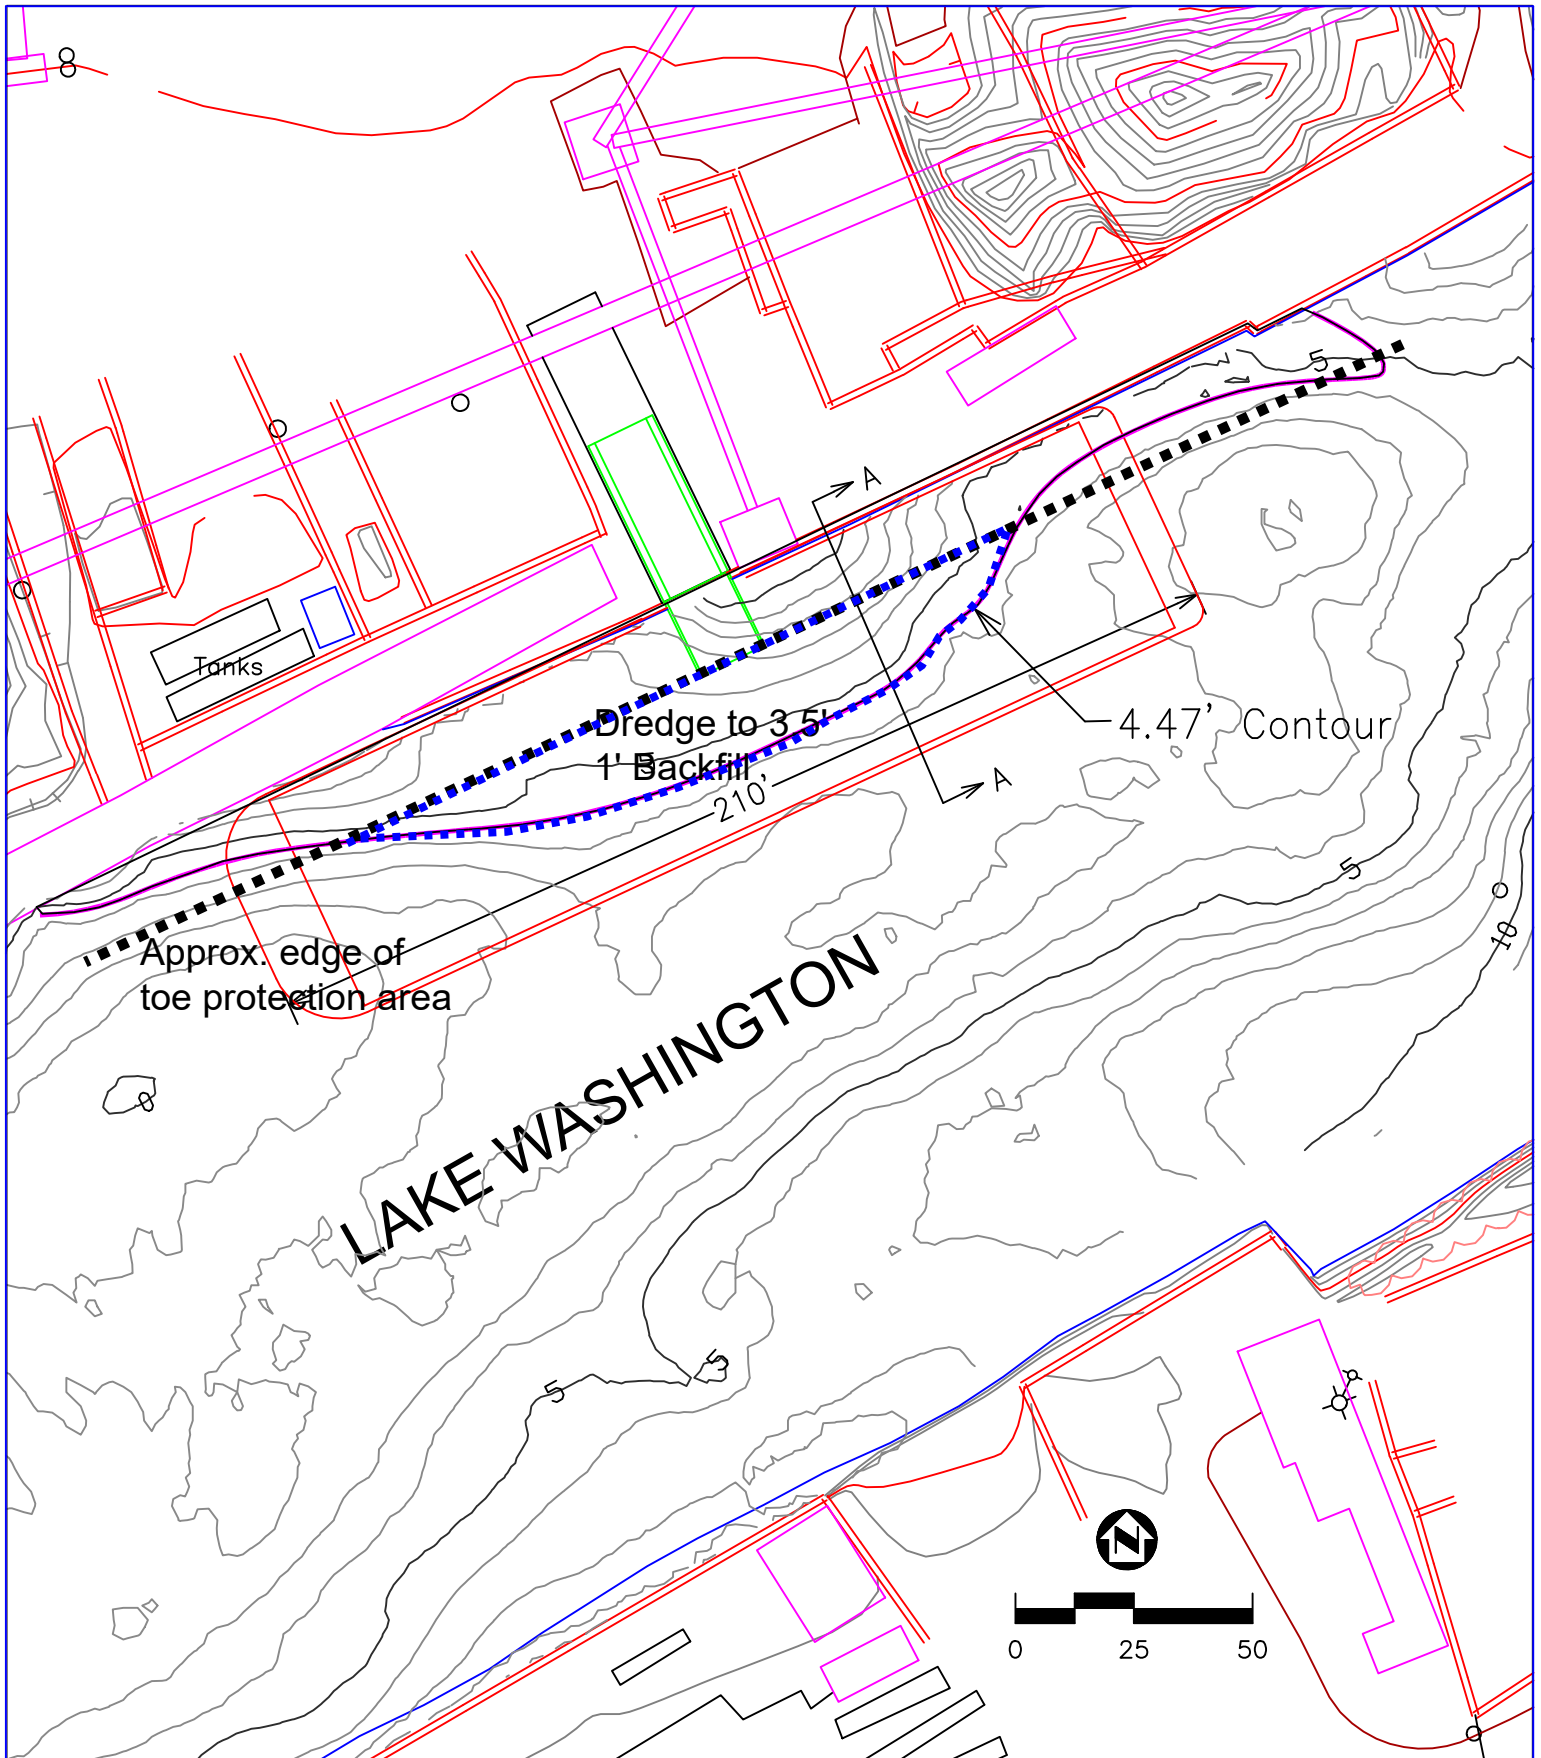 8
5
A
Tanks
Dredge to 3.5'
1' Backfill
5
4.47' Contour
210'
A
5
10
Approx. edge of
toe protection area
LAKE WASHINGTON
5
5
N
0 25 50